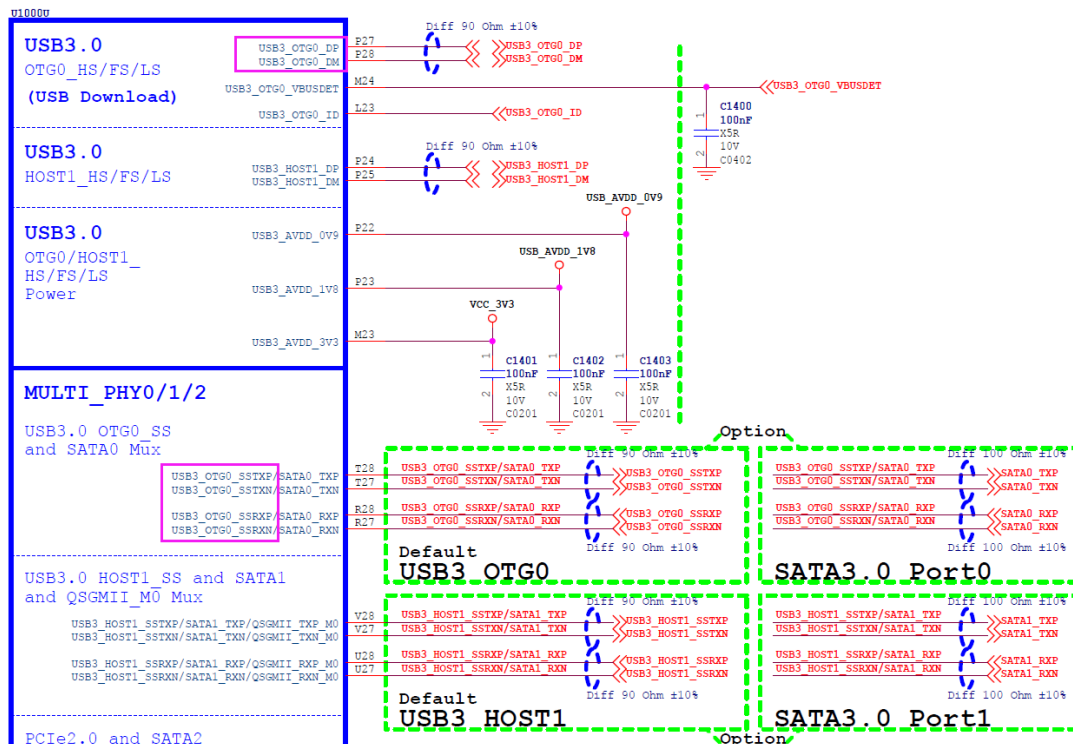 U1000U
USB3.0
OTG0_HS/FS/LS
(USB Download)
USB3_OTG0_DP
USB3_OTG0_DM
USB3_OTG0_VBUSDET
USB3_OTG0_ID
P27
P28
M24
L23
Diff 90 Ohm ±10%
USB3_OTG0_DP
USB3_OTG0_DM
USB3_OTG0_ID
USB3_OTG0_VBUSDET
1
2
C1400
100nF
X5R
10V
C0402
USB3.0
HOST1_HS/FS/LS
USB3_HOST1_DP
USB3_HOST1_DM
P24
P25
Diff 90 Ohm ±10%
USB3_HOST1_DP
USB3_HOST1_DM
USB3.0
OTG0/HOST1_
HS/FS/LS
Power
USB3_AVDD_0V9
USB3_AVDD_1V8
USB3_AVDD_3V3
P22
P23
M23
USB_AVDD_0V9
USB_AVDD_1V8
VCC_3V3
1
2
C1401
100nF
X5R
10V
C0201
1
2
C1402
100nF
X5R
10V
C0201
1
2
C1403
100nF
X5R
10V
C0201
MULTI_PHY0/1/2
USB3.0 OTG0_SS
and SATA0 Mux
USB3_OTG0_SSTXP/SATA0_TXP
USB3_OTG0_SSTXN/SATA0_TXN
USB3_OTG0_SSRXP/SATA0_RXP
USB3_OTG0_SSRXN/SATA0_RXN
T28
T27
R28
R27
Option
Diff 90 Ohm ±10%
USB3_OTG0_SSTXP/SATA0_TXP
USB3_OTG0_SSTXN/SATA0_TXN
USB3_OTG0_SSRXP/SATA0_RXP
USB3_OTG0_SSRXN/SATA0_RXN
USB3_OTG0_SSTXP
USB3_OTG0_SSTXN
USB3_OTG0_SSRXP
USB3_OTG0_SSRXN
Diff 90 Ohm ±10%
Default
USB3 OTG0
Diff 100 Ohm ±10%
USB3_OTG0_SSTXP/SATA0_TXP
USB3_OTG0_SSTXN/SATA0_TXN
USB3_OTG0_SSRXP/SATA0_RXP
USB3_OTG0_SSRXN/SATA0_RXN
SATA0_TXP
SATA0_TXN
SATA0_RXP
SATA0_RXN
Diff 100 Ohm ±10%
SATA3.0 Port0
USB3.0 HOST1_SS and SATA1
and QSGMII_M0 Mux
USB3_HOST1_SSTXP/SATA1_TXP/QSGMII_TXP_M0
USB3_HOST1_SSTXN/SATA1_TXN/QSGMII_TXN_M0
USB3_HOST1_SSRXP/SATA1_RXP/QSGMII_RXP_M0
USB3_HOST1_SSRXN/SATA1_RXN/QSGMII_RXN_M0
V28
V27
U28
U27
Diff 90 Ohm ±10%
USB3_HOST1_SSTXP/SATA1_TXP
USB3_HOST1_SSTXN/SATA1_TXN
USB3_HOST1_SSRXP/SATA1_RXP
USB3_HOST1_SSRXN/SATA1_RXN
USB3_HOST1_SSTXP
USB3_HOST1_SSTXN
USB3_HOST1_SSRXP
USB3_HOST1_SSRXN
Diff 90 Ohm ±10%
Default
USB3 HOST1
Diff 100 Ohm ±10%
USB3_HOST1_SSTXP/SATA1_TXP
USB3_HOST1_SSTXN/SATA1_TXN
USB3_HOST1_SSRXP/SATA1_RXP
USB3_HOST1_SSRXN/SATA1_RXN
SATA1_TXP
SATA1_TXN
SATA1_RXP
SATA1_RXN
Diff 100 Ohm ±10%
SATA3.0 Port1
Option
PCIe2.0 and SATA2